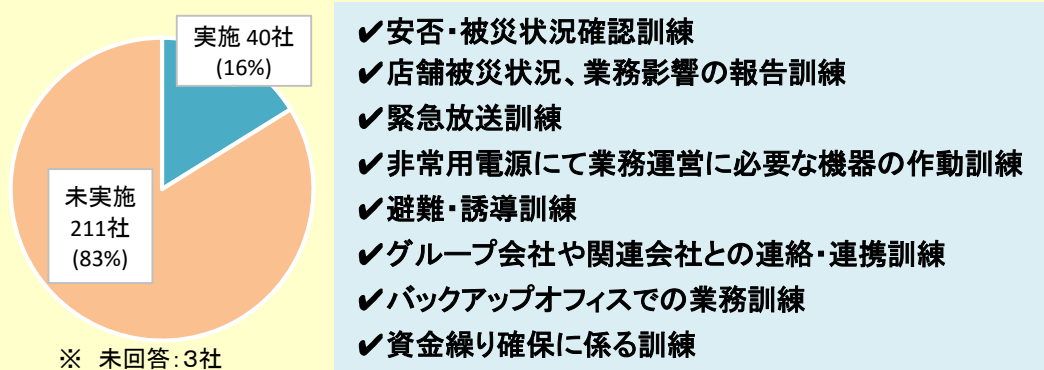 実施 40社
(16%)
未実施
211社
(83%)
※ 未回答：3社
✔安否・被災状況確認訓練
✔店舗被災状況、業務影響の報告訓練
✔緊急放送訓練
✔非常用電源にて業務運営に必要な機器の作動訓練
✔避難・誘導訓練
✔グループ会社や関連会社との連絡・連携訓練
✔バックアップオフィスでの業務訓練
✔資金繰り確保に係る訓練